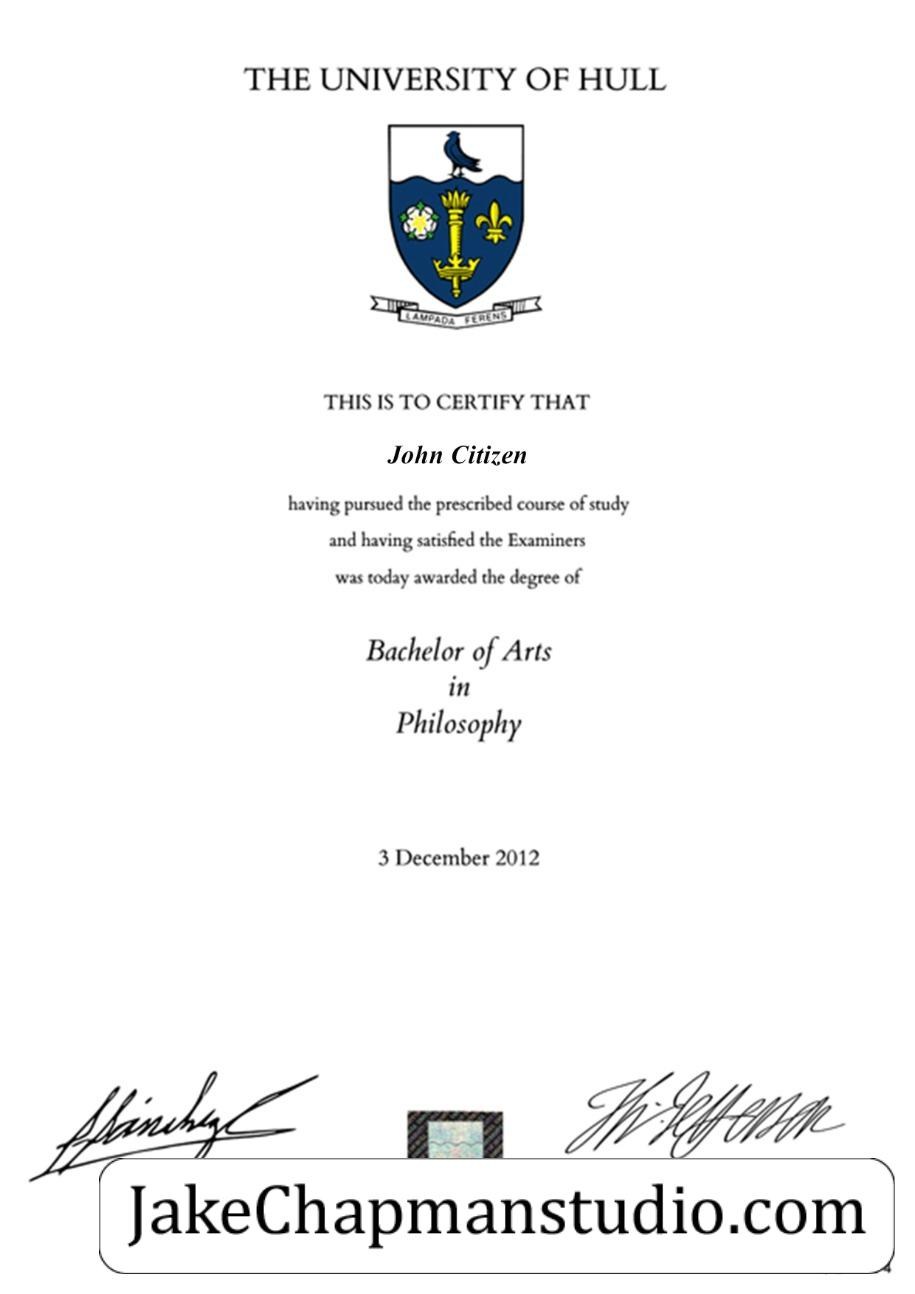 THE UNIVERSITY OF HULL
LAMPADA FERENS
THIS IS TO CERTIFY THAT
John Citizen
having pursued the prescribed course of study
and having satisfied the Examiners
was today awarded the degree of
Bachelor of Arts
in
Philosophy
3 December 2012
JakeChapmanstudio.com